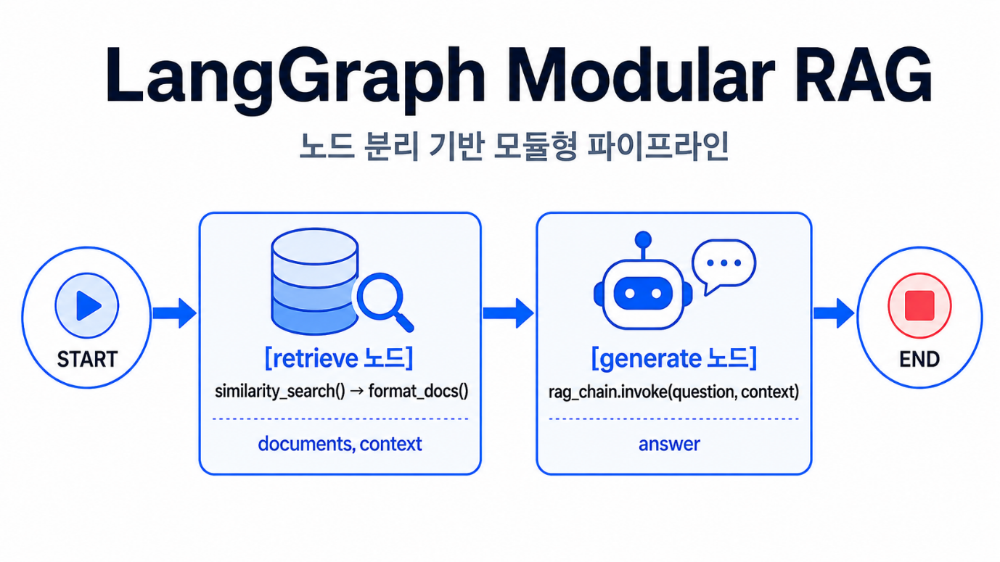 LangGraph Modular RAG
노드 분리 기반 모듈형 파이프라인
START
[retrieve 노드]
similarity_search() → format_docs()
documents, context
[generate 노드]
rag_chain.invoke(question, context)
answer
END